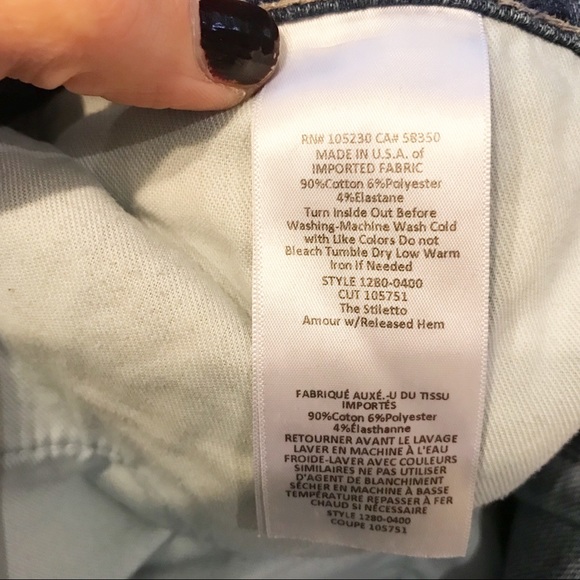 RN# 105230 CA# 58350
MADE IN U.S.A. of
IMPORTED FABRIC
90%Cotton 6%Polyester
4%Elastane
Turn Inside Out Before
Washing-Machine Wash Cold
with Like Colors Do not
Bleach Tumble Dry Low Warm
Iron If Needed
STYLE 1280-0400
CUT 105751
The Stiletto
Amour w/Released Hem
FABRIQUÉ AUXÉ.-U DU TISSU
IMPORTÉS
90%Coton 6%Polyester
4%Élasthanne
RETOURNER AVANT LE LAVAGE
LAVER EN MACHINE À L'EAU
FROIDE-LAVER AVEC COULEURS
SIMILAIRES NE PAS UTILISER
D'AGENT DE BLANCHIMENT
SÉCHER EN MACHINE À BASSE
TEMPÉRATURE REPASSER À FER
CHAUD SI NÉCESSAIRE
STYLE 1280-0400
COUPE 105751